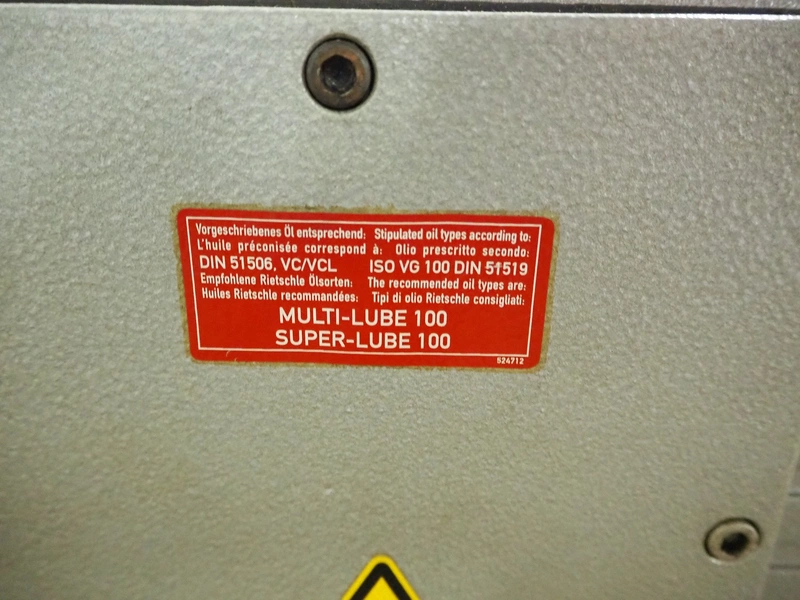 Vorgeschriebenes Öl entsprechend: Stipulated oil types according to:
L'huile préconisée correspond à: Olio prescritto secondo:
DIN 51506, VC/VCL ISO VG 100 DIN 51519
Empfohlene Rietschle Ölsorten: The recommended oil types are:
Huiles Rietschle recommandées: Tipi di olio Rietschle consigliati:
MULTI-LUBE 100
SUPER-LUBE 100
524712